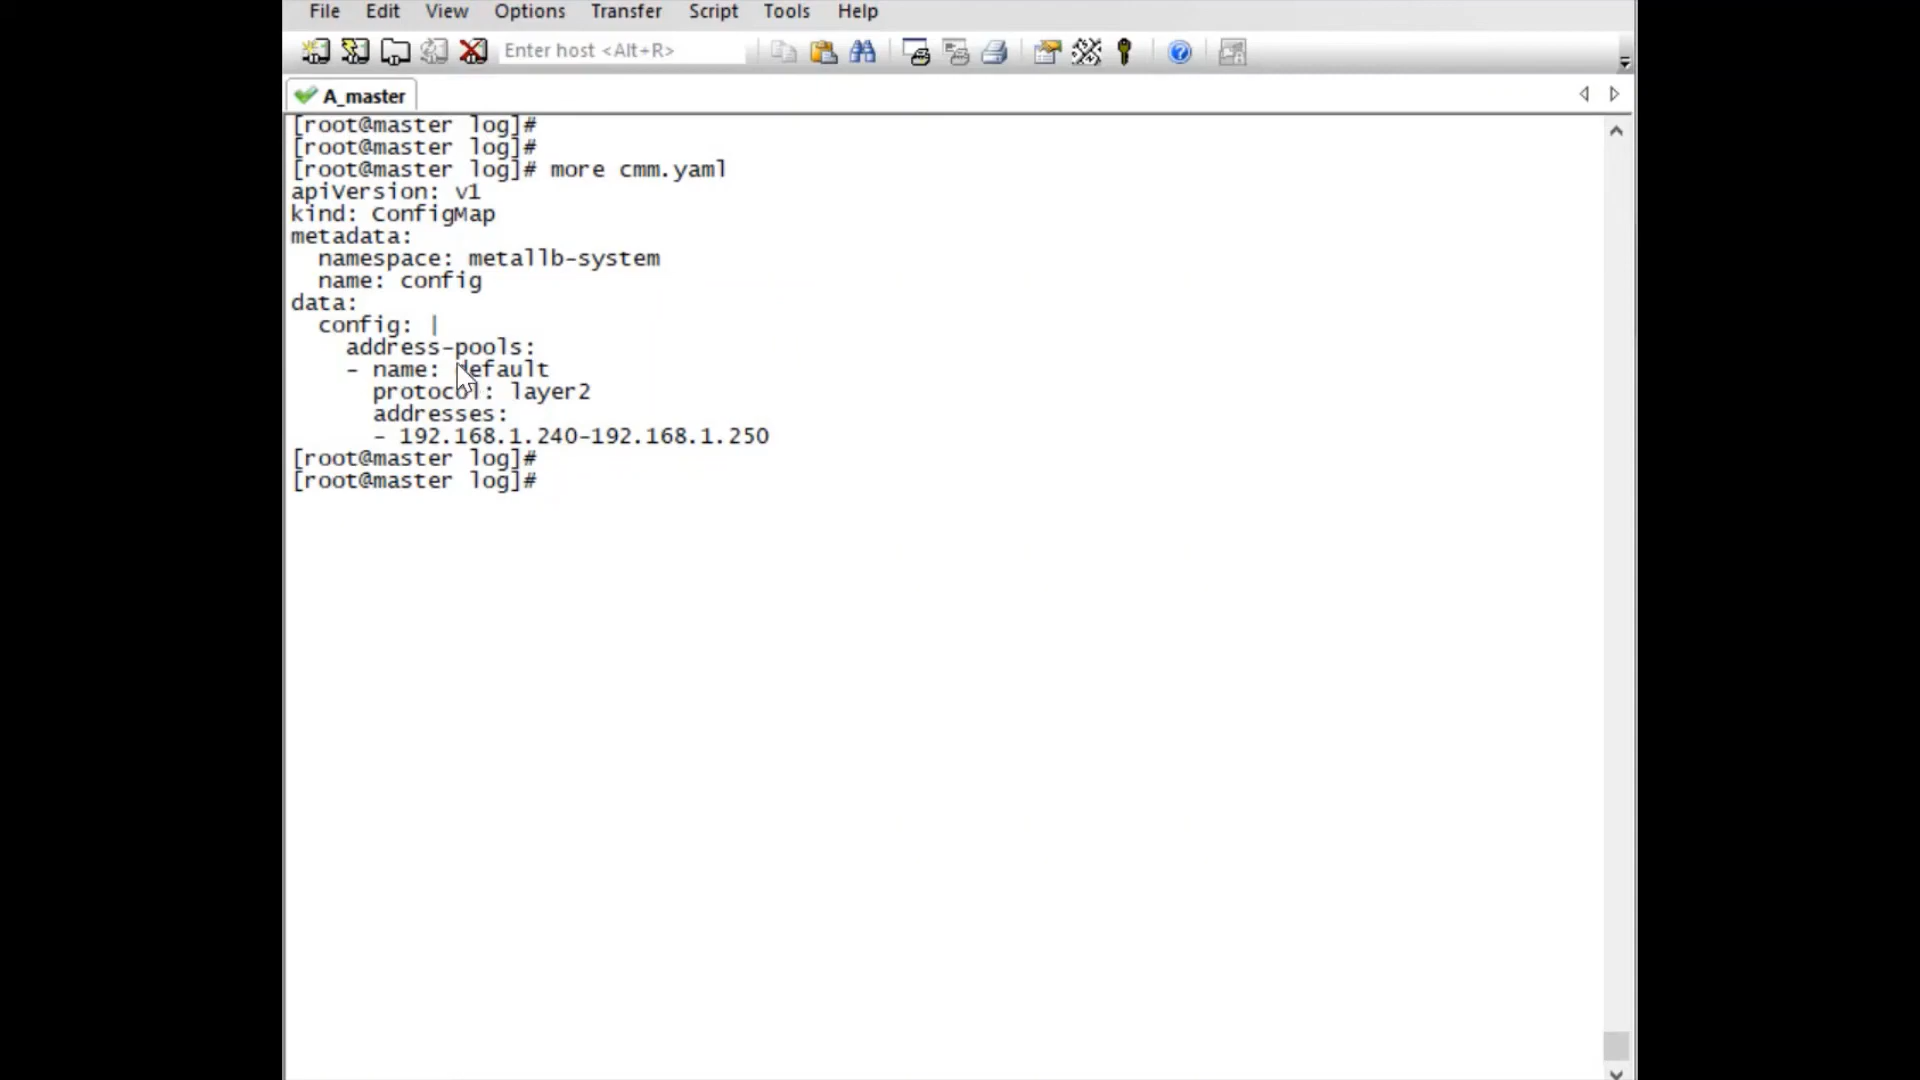 File Edit View Options Transfer Script Tools Help
Enter host <Alt+R>
A_master
[root@master log]#
[root@master log]#
[root@master log]# more cmm.yaml
apiVersion: v1
kind: ConfigMap
metadata:
  namespace: metallb-system
  name: config
data:
  config: |
    address-pools:
    - name: default
      protocol: layer2
      addresses:
      - 192.168.1.240-192.168.1.250
[root@master log]#
[root@master log]#